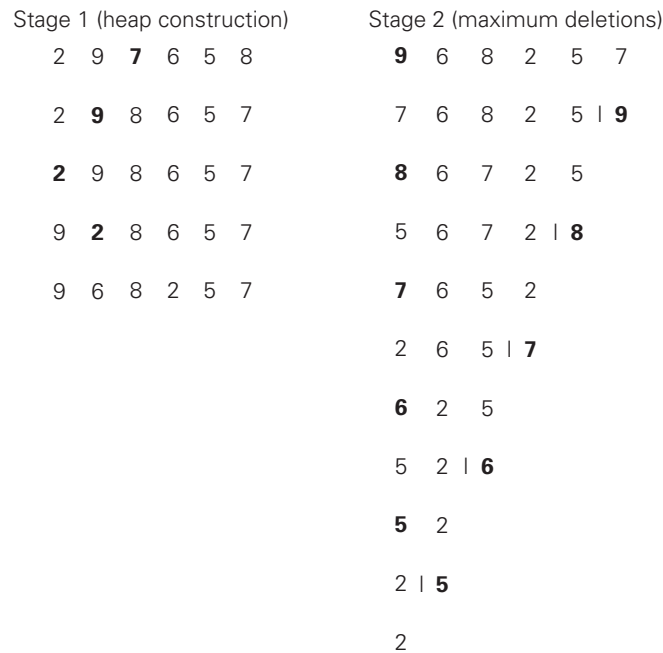 Stage 1 (heap construction)
2 9 7 6 5 8
2 9 8 6 5 7
2 9 8 6 5 7
9 2 8 6 5 7
9 6 8 2 5 7
Stage 2 (maximum deletions)
9 6 8 2 5 7
7 6 8 2 5 | 9
8 6 7 2 5
5 6 7 2 | 8
7 6 5 2
2 6 5 | 7
6 2 5
5 2 | 6
5 2
2 | 5
2